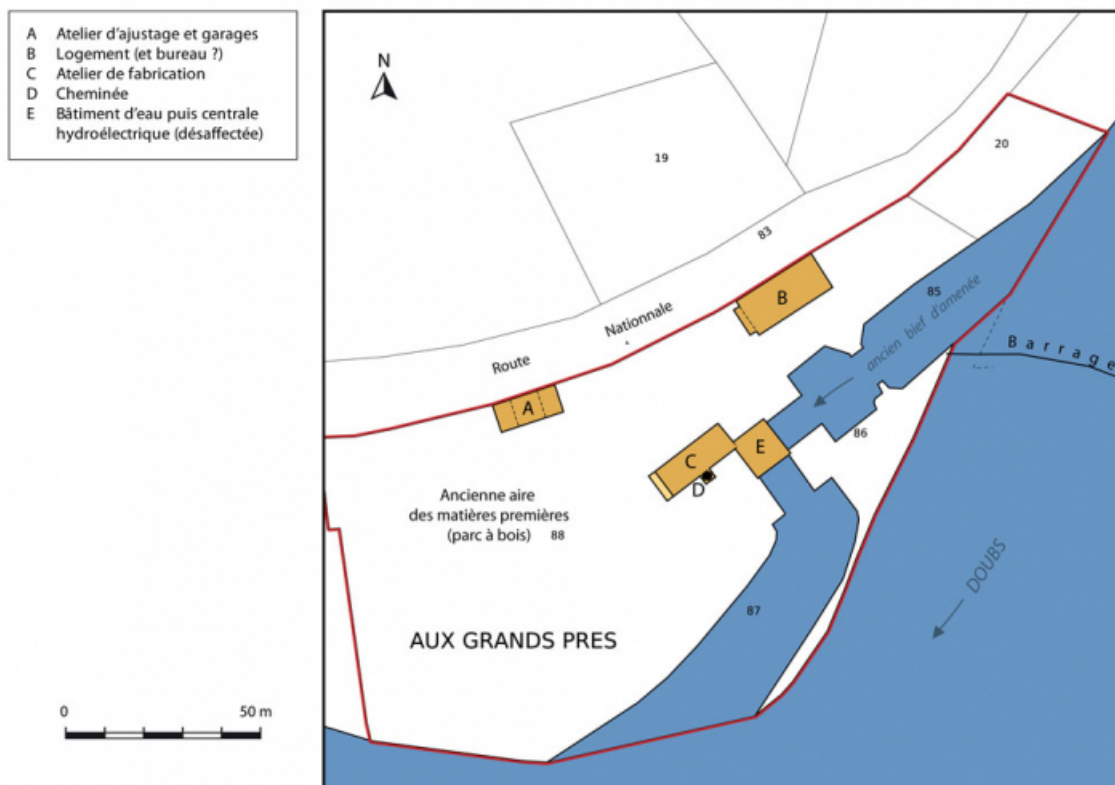 A Atelier d'ajustage et garages
B Logement (et bureau ?)
C Atelier de fabrication
D Cheminée
E Bâtiment d'eau puis centrale
hydroélectrique (désaffectée)
N
19
20
83
B
85
ancien bief d'amenée
Nationnale
Route
Barrage
A
86
E
C
D
Ancienne aire
des matières premières
(parc à bois) 88
DOUBS
87
AUX GRANDS PRES
0 50 m